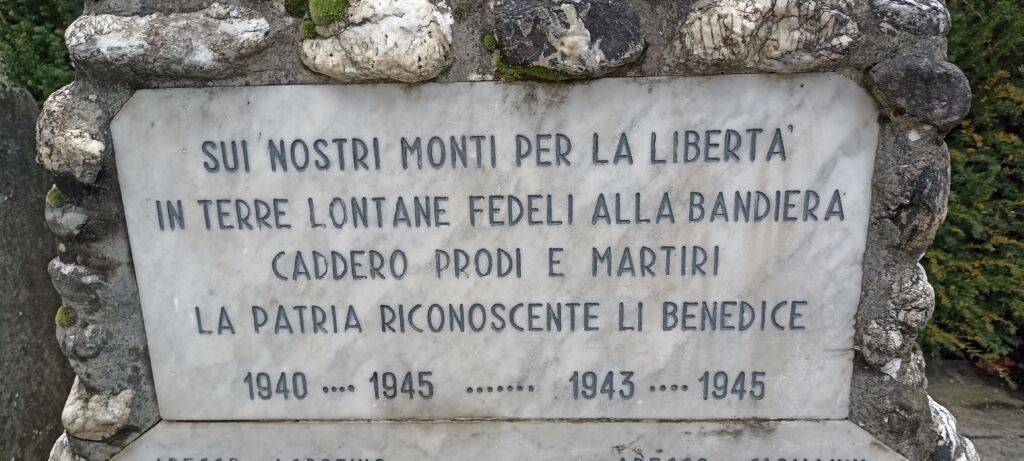 SUI NOSTRI MONTI PER LA LIBERTA'
IN TERRE LONTANE FEDELI ALLA BANDIERA
CADDERO PRODI E MARTIRI
LA PATRIA RICONOSCENTE LI BENEDICE
1940 .... 1945 ....... 1943 .... 1945